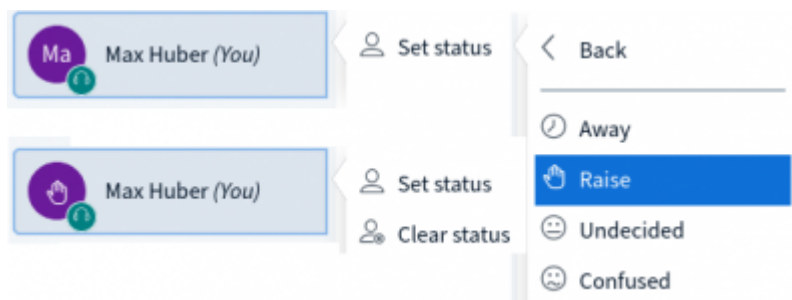 Ma Max Huber (You)
Set status
Max Huber (You)
Set status
Clear status
Back
Away
Raise
Undecided
Confused